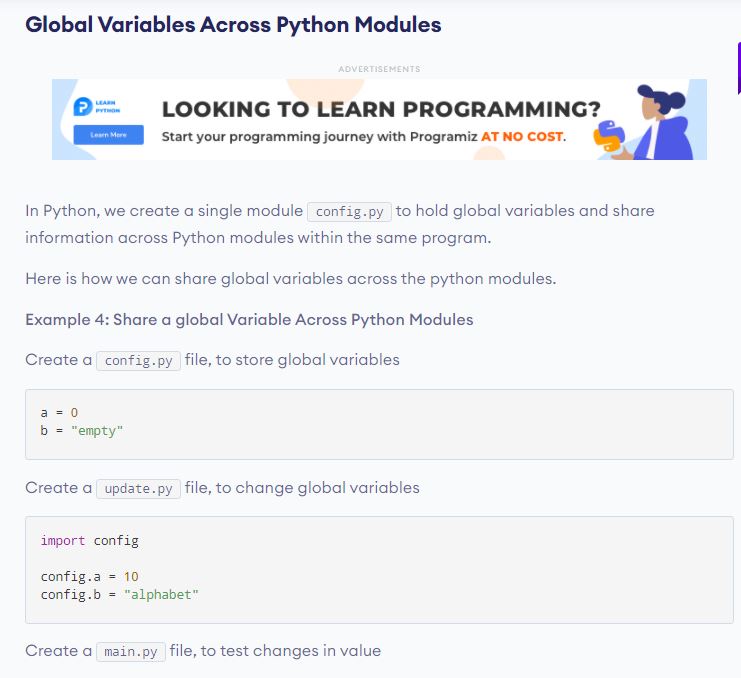 Global Variables Across Python Modules
ADVERTISEMENTS
LEARN
PYTHON
Learn More
LOOKING TO LEARN PROGRAMMING?
Start your programming journey with Programiz AT NO COST.
In Python, we create a single module config.py to hold global variables and share
information across Python modules within the same program.
Here is how we can share global variables across the python modules.
Example 4: Share a global Variable Across Python Modules
Create a config.py file, to store global variables
a = 0
b = "empty"
Create a update.py file, to change global variables
import config
config.a = 10
config.b = "alphabet"
Create a main.py file, to test changes in value